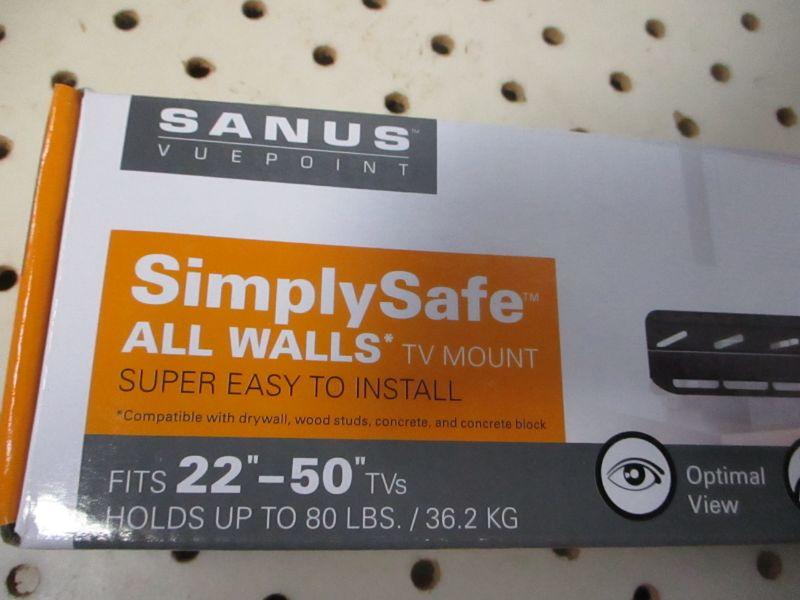 SANUS™
VUEPOINT
SimplySafe™
ALL WALLS* TV MOUNT
SUPER EASY TO INSTALL
*Compatible with drywall, wood studs, concrete, and concrete block
FITS 22"–50" TVs
HOLDS UP TO 80 LBS. / 36.2 KG
Optimal
View